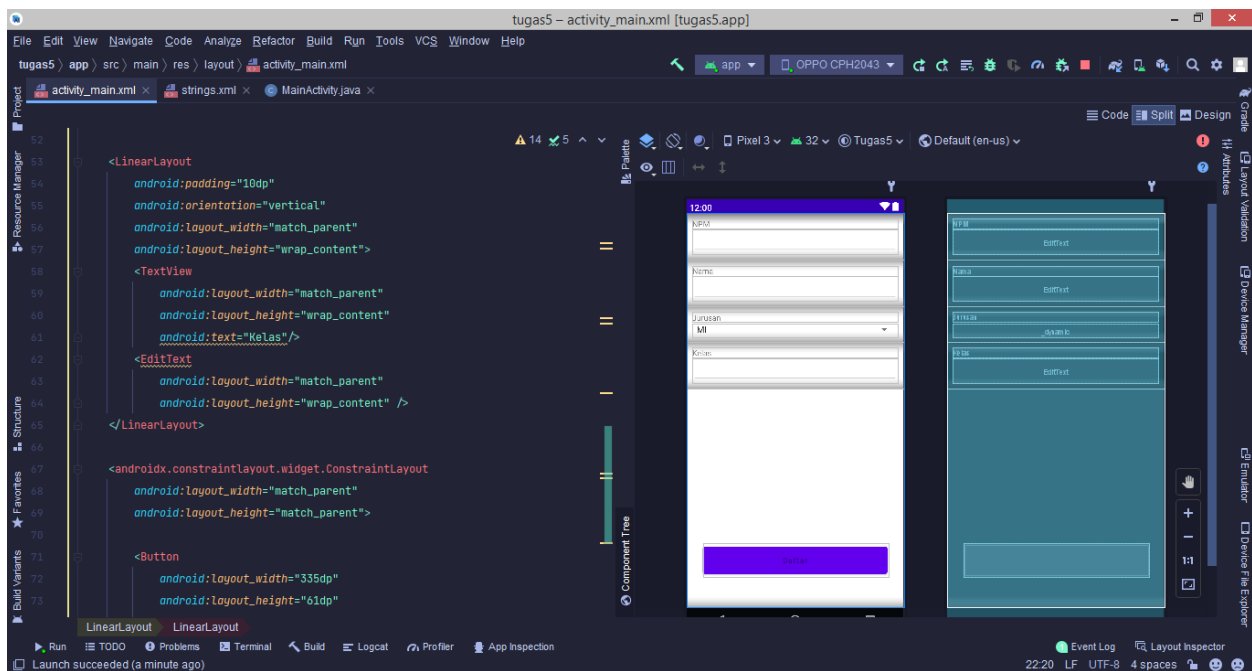 tugas5 – activity_main.xml [tugas5.app]
File Edit View Navigate Code Analyze Refactor Build Run Tools VCS Window Help
tugas5 〉 app 〉 src 〉 main 〉 res 〉 layout 〉 activity_main.xml
app
OPPO CPH2043
activity_main.xml
strings.xml
MainActivity.java
Code Split Design
14 5
Pixel 3 32 Tugas5 Default (en-us)
52
53 <LinearLayout
54 android:padding="10dp"
55 android:orientation="vertical"
56 android:layout_width="match_parent"
57 android:layout_height="wrap_content">
58 <TextView
59 android:layout_width="match_parent"
60 android:layout_height="wrap_content"
61 android:text="Kelas"/>
62 <EditText
63 android:layout_width="match_parent"
64 android:layout_height="wrap_content" />
65 </LinearLayout>
66
67 <androidx.constraintlayout.widget.ConstraintLayout
68 android:layout_width="match_parent"
69 android:layout_height="match_parent">
70
71 <Button
72 android:layout_width="335dp"
73 android:layout_height="61dp"
LinearLayout LinearLayout
Project
Resource Manager
Structure
Favorites
Build Variants
Palette
Component Tree
12:00
NPM
Nama
Jurusan
MI
Kelas
Daftar
NPM
EditText
Nama
EditText
Jurusan
_dynamic
Kelas
EditText
1:1
Gradle
Attributes
Layout Validation
Device Manager
Emulator
Device File Explorer
Run TODO Problems Terminal Build Logcat Profiler App Inspection
1 Event Log Layout Inspector
Launch succeeded (a minute ago)
22:20 LF UTF-8 4 spaces